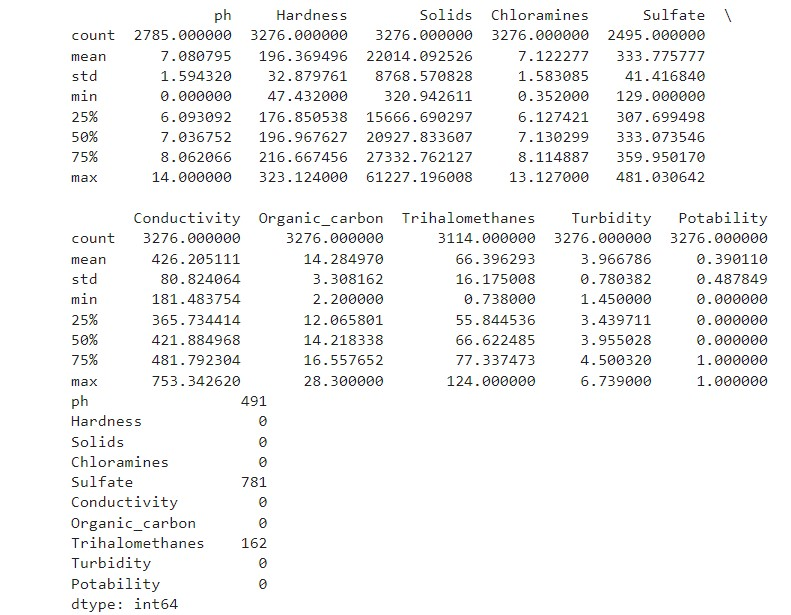 ph     Hardness        Solids  Chloramines      Sulfate  \
count  2785.000000  3276.000000   3276.000000  3276.000000  2495.000000
mean      7.080795   196.369496  22014.092526     7.122277   333.775777
std       1.594320    32.879761   8768.570828     1.583085    41.416840
min       0.000000    47.432000    320.942611     0.352000   129.000000
25%       6.093092   176.850538  15666.690297     6.127421   307.699498
50%       7.036752   196.967627  20927.833607     7.130299   333.073546
75%       8.062066   216.667456  27332.762127     8.114887   359.950170
max      14.000000   323.124000  61227.196008    13.127000   481.030642

       Conductivity  Organic_carbon  Trihalomethanes    Turbidity   Potability
count   3276.000000     3276.000000      3114.000000  3276.000000  3276.000000
mean     426.205111       14.284970        66.396293     3.966786     0.390110
std       80.824064        3.308162        16.175008     0.780382     0.487849
min      181.483754        2.200000         0.738000     1.450000     0.000000
25%      365.734414       12.065801        55.844536     3.439711     0.000000
50%      421.884968       14.218338        66.622485     3.955028     0.000000
75%      481.792304       16.557652        77.337473     4.500320     1.000000
max      753.342620       28.300000       124.000000     6.739000     1.000000
ph                 491
Hardness             0
Solids               0
Chloramines          0
Sulfate            781
Conductivity         0
Organic_carbon       0
Trihalomethanes    162
Turbidity            0
Potability           0
dtype: int64